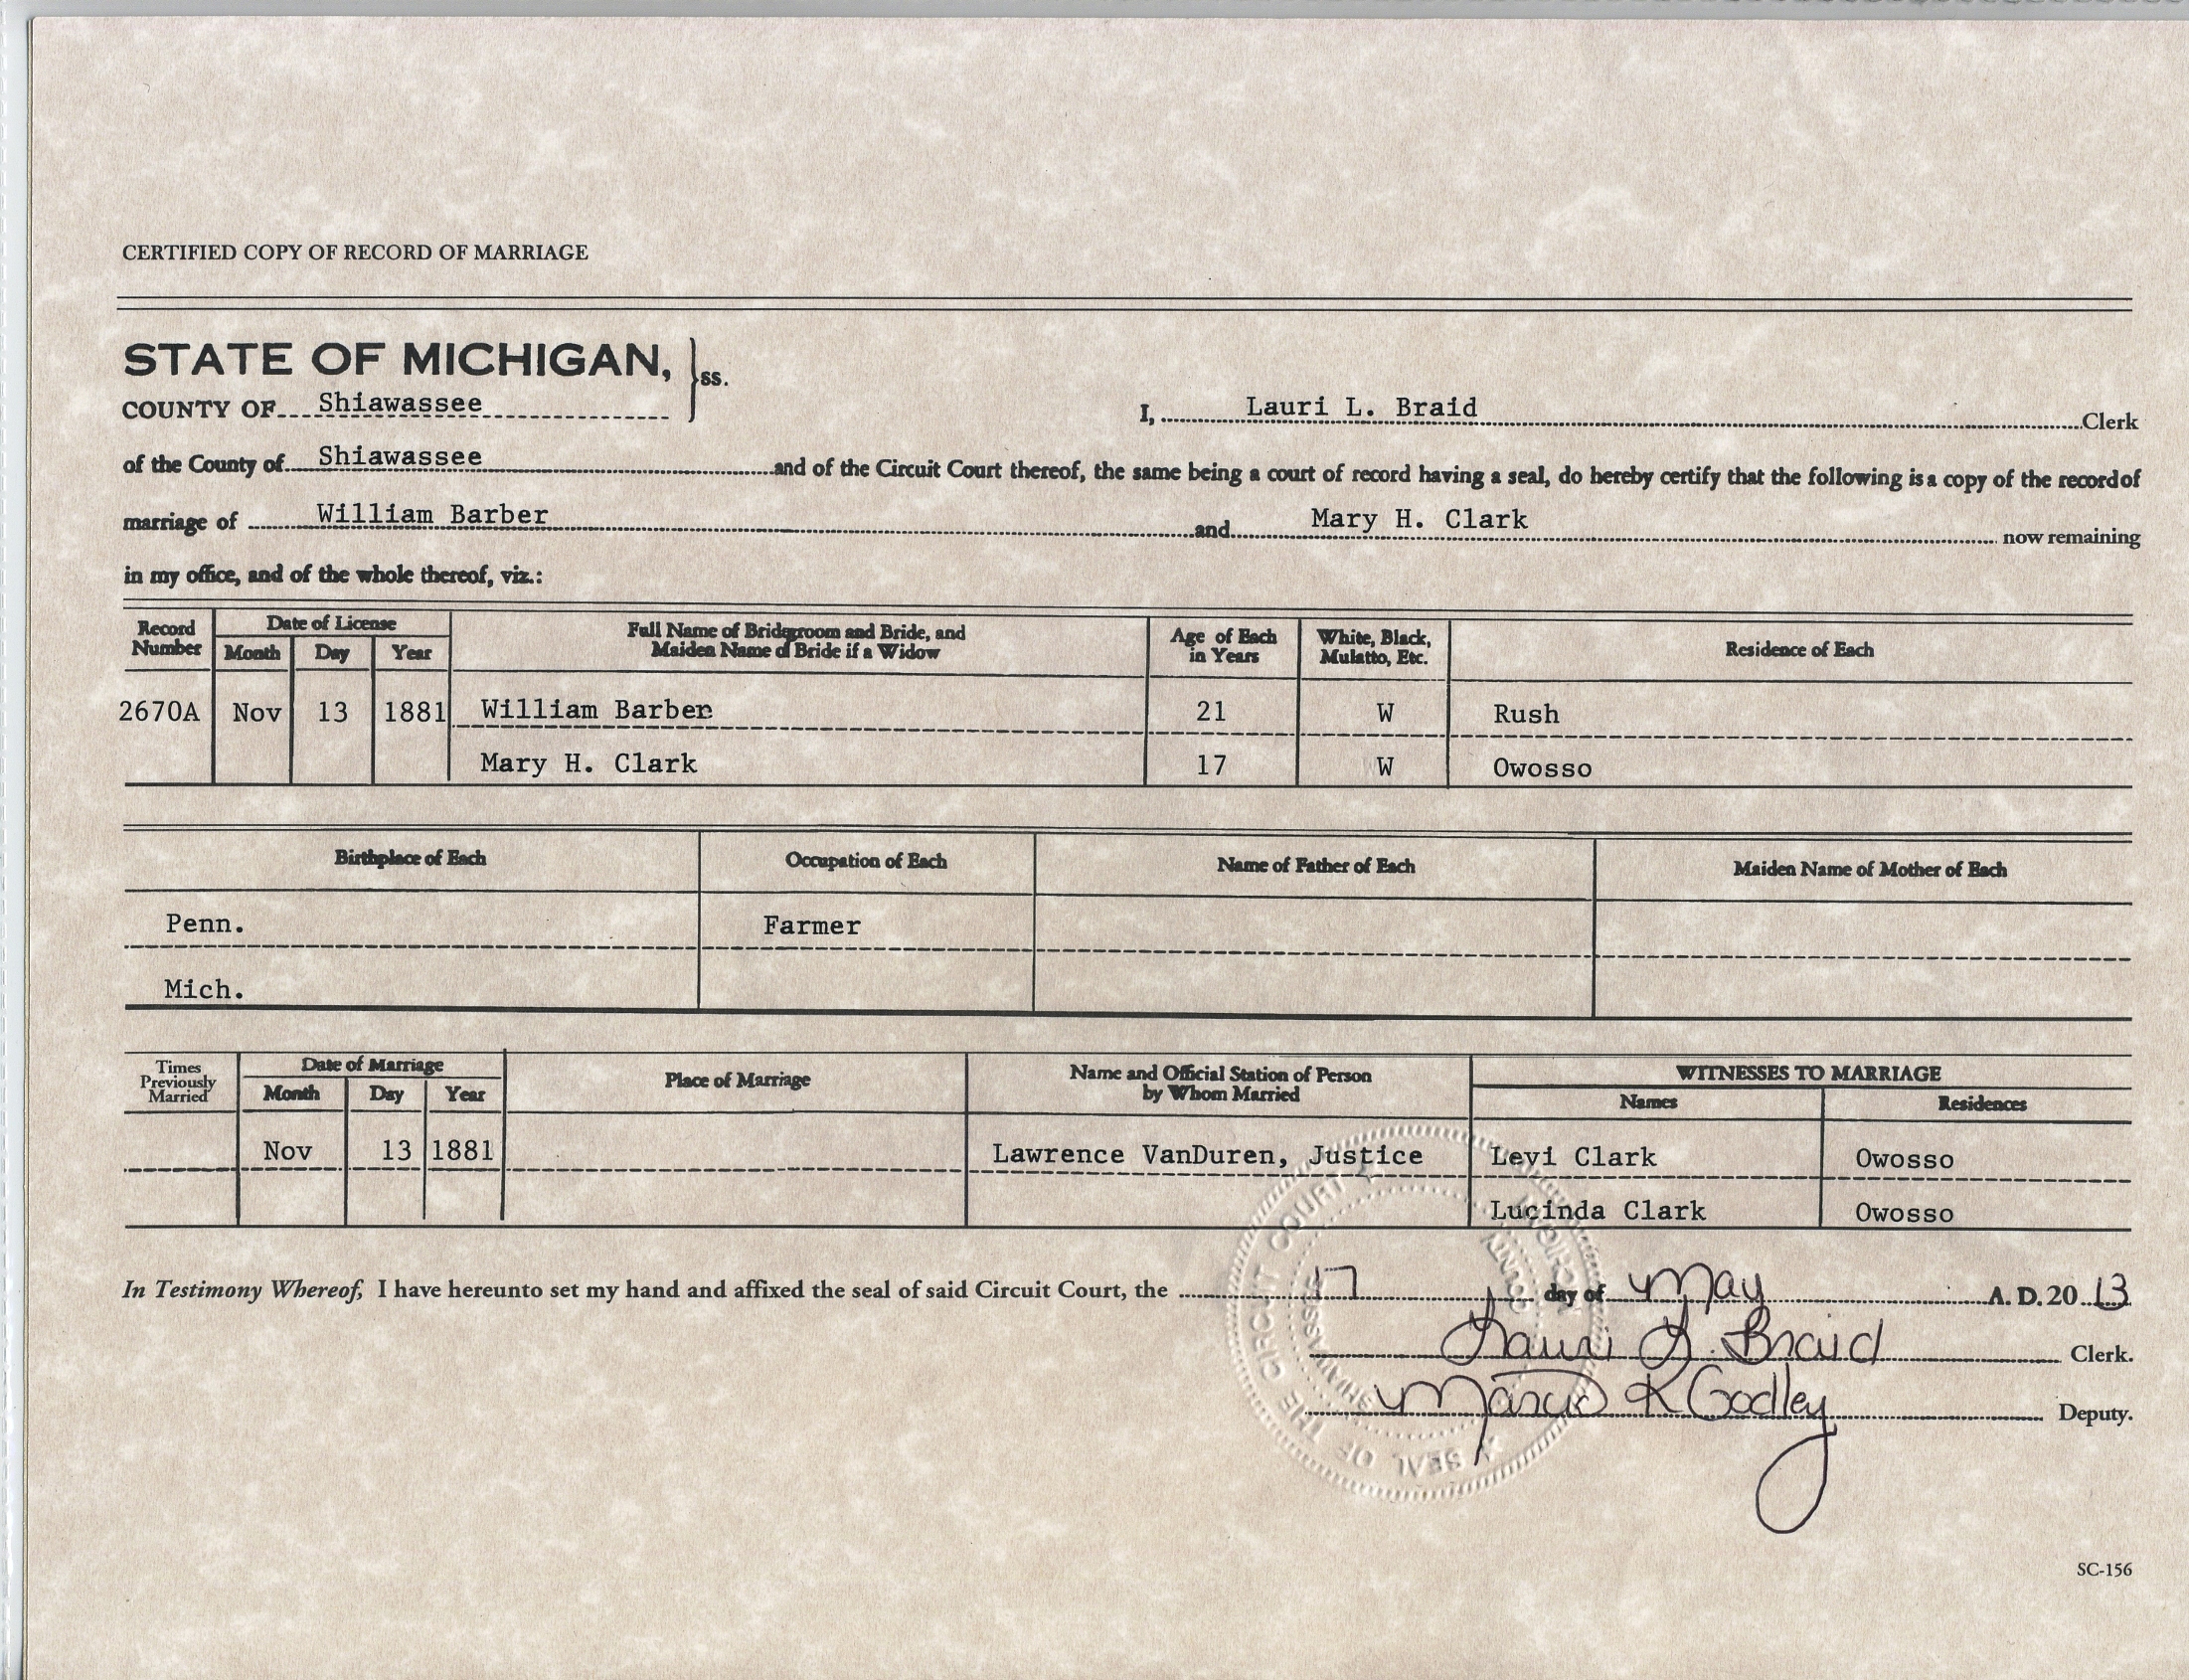 CERTIFIED COPY OF RECORD OF MARRIAGE
STATE OF MICHIGAN, } ss.
COUNTY OF Shiawassee I, Lauri L. Braid Clerk
of the County of Shiawassee and of the Circuit Court thereof, the same being a court of record having a seal, do hereby certify that the following is a copy of the record of
marriage of William Barber and Mary H. Clark now remaining
in my office, and of the whole thereof, viz.:
Record Number Date of License Month Day Year Full Name of Bridegroom and Bride, and Maiden Name of Bride if a Widow Age of Each in Years White, Black, Mulatto, Etc. Residence of Each
2670A Nov 13 1881 William Barber 21 W Rush
Mary H. Clark 17 W Owosso
Birthplace of Each Occupation of Each Name of Father of Each Maiden Name of Mother of Each
Penn. Farmer
Mich.
Times Previously Married Date of Marriage Month Day Year Place of Marriage Name and Official Station of Person by Whom Married WITNESSES TO MARRIAGE Names Residences
Nov 13 1881 Lawrence VanDuren, Justice Levi Clark Owosso
Lucinda Clark Owosso
In Testimony Whereof, I have hereunto set my hand and affixed the seal of said Circuit Court, the 17 day of May A. D. 20 13
Lauri L. Braid Clerk.
K Godley Deputy.
SEAL OF THE CIRCUIT COURT
SHIAWASSEE COUNTY
SC-156